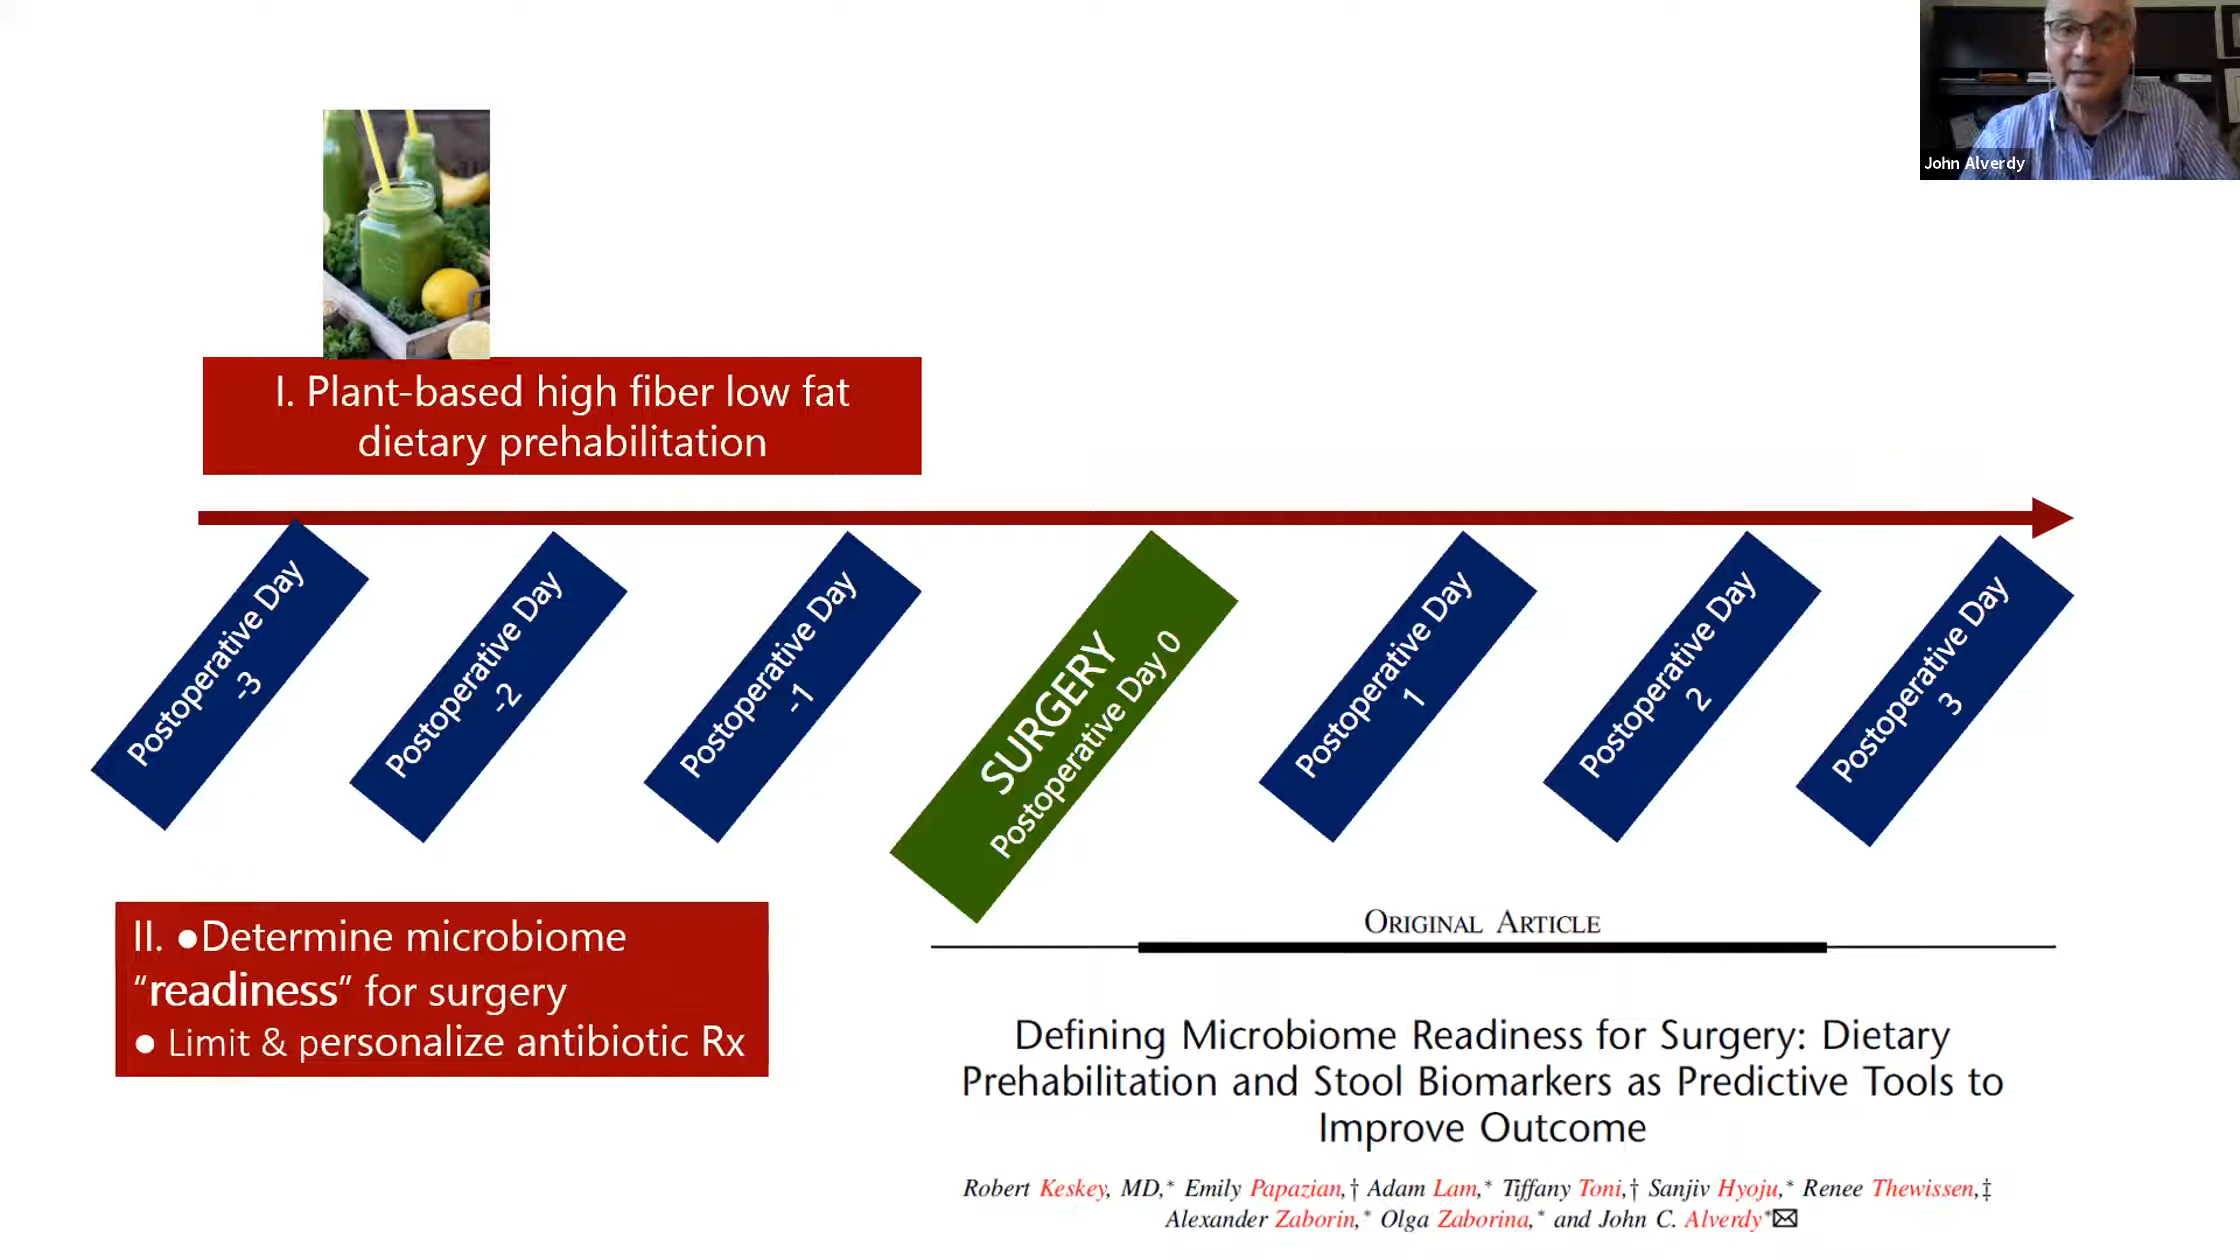 John Alverdy
I. Plant-based high fiber low fat
dietary prehabilitation
Postoperative Day
-3
Postoperative Day
-2
Postoperative Day
-1
SURGERY
Postoperative Day 0
Postoperative Day
1
Postoperative Day
2
Postoperative Day
3
II. ●Determine microbiome
“readiness” for surgery
● Limit & personalize antibiotic Rx
ORIGINAL ARTICLE
Defining Microbiome Readiness for Surgery: Dietary
Prehabilitation and Stool Biomarkers as Predictive Tools to
Improve Outcome
Robert Keskey, MD,* Emily Papazian,† Adam Lam,* Tiffany Toni,† Sanjiv Hyoju,* Renee Thewissen,‡
Alexander Zaborin,* Olga Zaborina,* and John C. Alverdy*✉